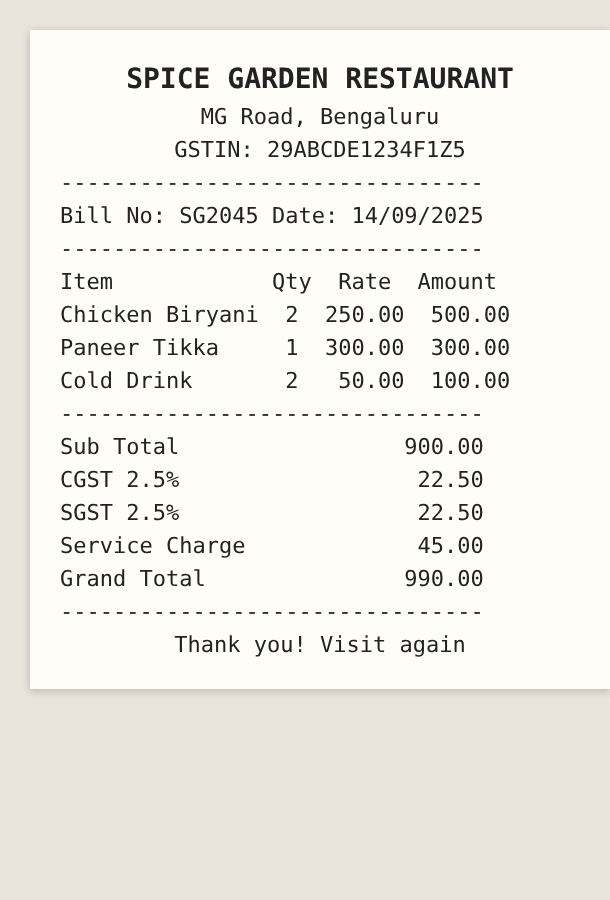 SPICE GARDEN RESTAURANT
MG Road, Bengaluru
GSTIN: 29ABCDE1234F1Z5
--------------------------------
Bill No: SG2045 Date: 14/09/2025
--------------------------------
Item            Qty  Rate  Amount
Chicken Biryani  2  250.00  500.00
Paneer Tikka     1  300.00  300.00
Cold Drink       2   50.00  100.00
--------------------------------
Sub Total                 900.00
CGST 2.5%                  22.50
SGST 2.5%                  22.50
Service Charge             45.00
Grand Total               990.00
--------------------------------
Thank you! Visit again